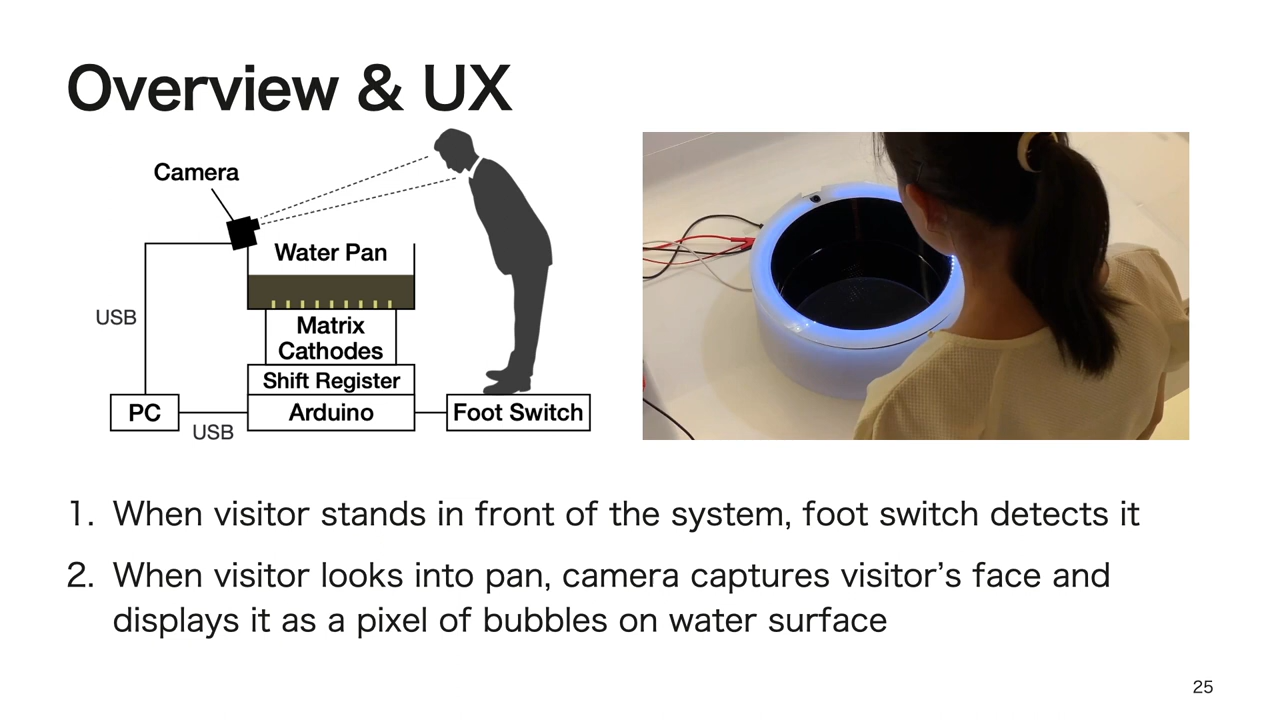 Overview & UX
Camera
Water Pan
USB
Matrix
Cathodes
Shift Register
PC
Arduino
Foot Switch
USB
1. When visitor stands in front of the system, foot switch detects it
2. When visitor looks into pan, camera captures visitor’s face and
displays it as a pixel of bubbles on water surface
25